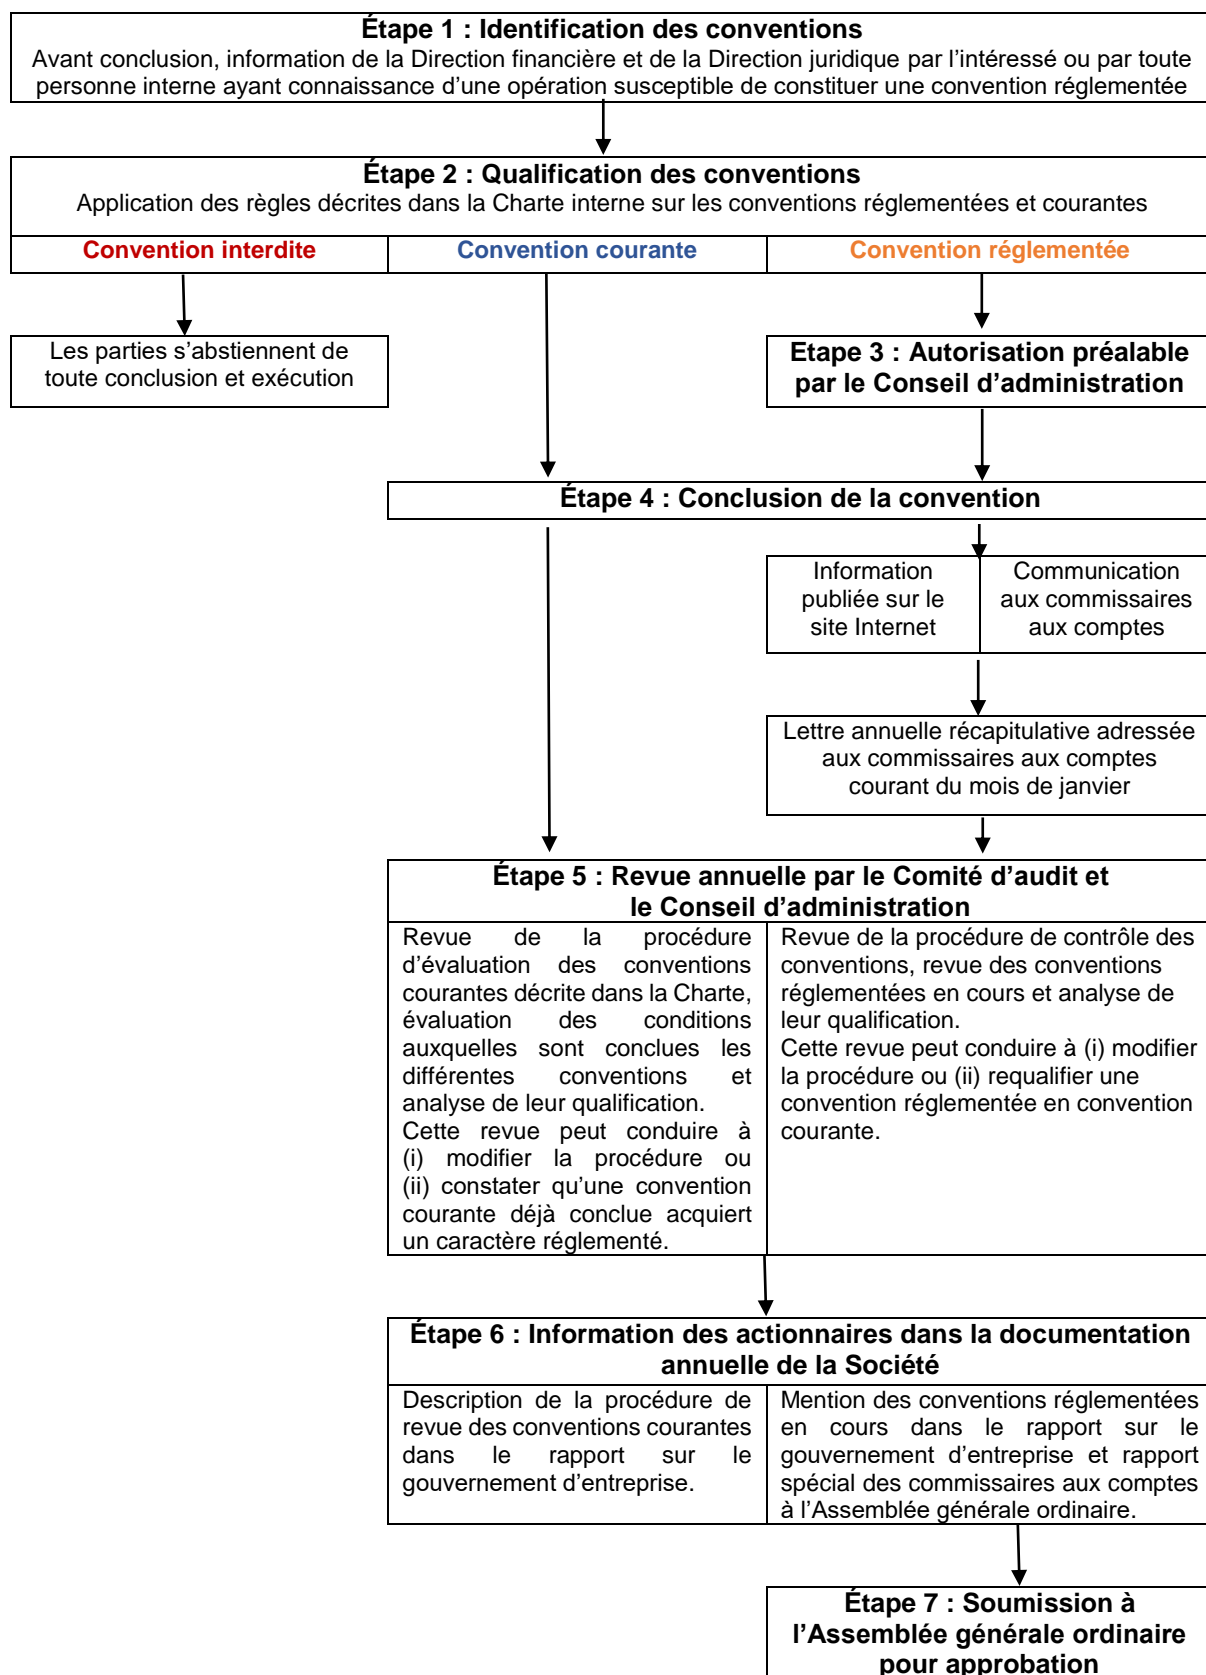 Étape 1 : Identification des conventions
Avant conclusion, information de la Direction financière et de la Direction juridique par l’intéressé ou par toute
personne interne ayant connaissance d’une opération susceptible de constituer une convention réglementée
Étape 2 : Qualification des conventions
Application des règles décrites dans la Charte interne sur les conventions réglementées et courantes
Convention interdite
Convention courante
Convention réglementée
Les parties s’abstiennent de
toute conclusion et exécution
Etape 3 : Autorisation préalable
par le Conseil d’administration
Étape 4 : Conclusion de la convention
Information
publiée sur le
site Internet
Communication
aux commissaires
aux comptes
Lettre annuelle récapitulative adressée
aux commissaires aux comptes
courant du mois de janvier
Étape 5 : Revue annuelle par le Comité d’audit et
le Conseil d’administration
Revue de la procédure
d’évaluation des conventions
courantes décrite dans la Charte,
évaluation des conditions
auxquelles sont conclues les
différentes conventions et
analyse de leur qualification.
Cette revue peut conduire à
(i) modifier la procédure ou
(ii) constater qu’une convention
courante déjà conclue acquiert
un caractère réglementé.
Revue de la procédure de contrôle des
conventions, revue des conventions
réglementées en cours et analyse de
leur qualification.
Cette revue peut conduire à (i) modifier
la procédure ou (ii) requalifier une
convention réglementée en convention
courante.
Étape 6 : Information des actionnaires dans la documentation
annuelle de la Société
Description de la procédure de
revue des conventions courantes
dans le rapport sur le
gouvernement d’entreprise.
Mention des conventions réglementées
en cours dans le rapport sur le
gouvernement d’entreprise et rapport
spécial des commissaires aux comptes
à l’Assemblée générale ordinaire.
Étape 7 : Soumission à
l’Assemblée générale ordinaire
pour approbation